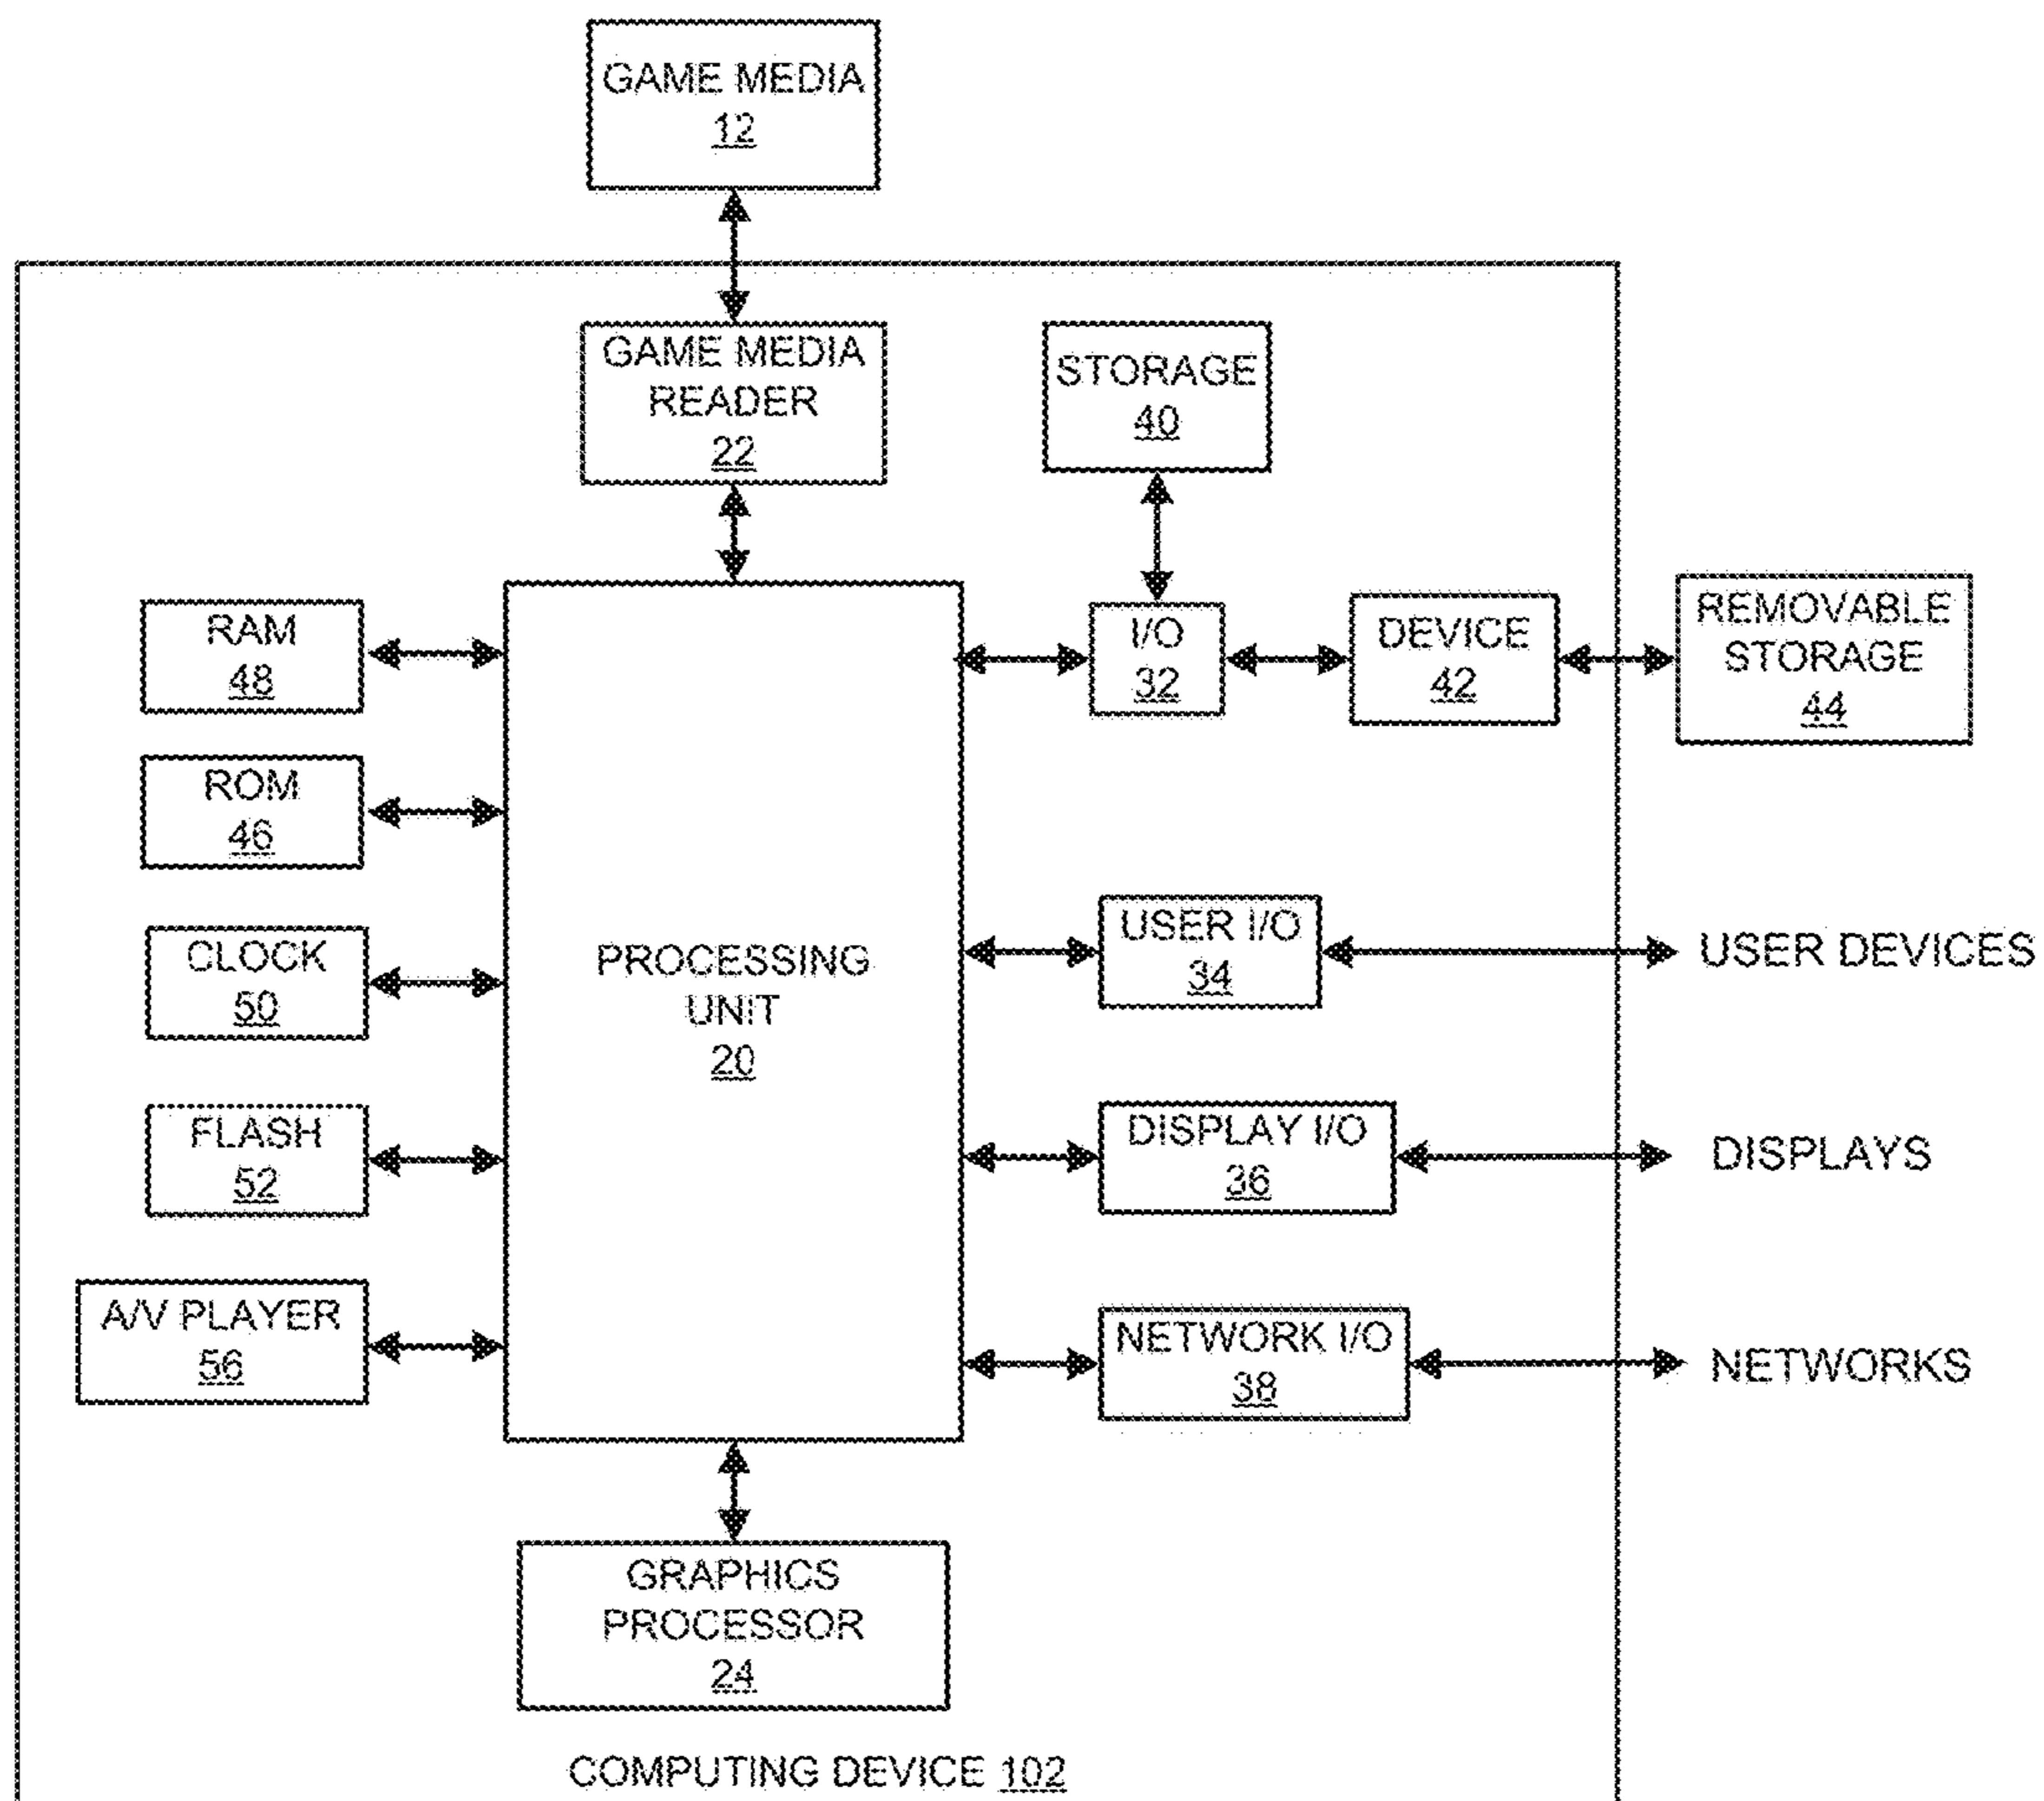 GAME MEDIA
12
GAME MEDIA
READER
22
STORAGE
40
RAM
48
I/O
32
DEVICE
42
REMOVABLE
STORAGE
44
ROM
46
CLOCK
50
PROCESSING
UNIT
20
USER I/O
34
USER DEVICES
FLASH
52
DISPLAY I/O
36
DISPLAYS
A/V PLAYER
56
NETWORK I/O
38
NETWORKS
GRAPHICS
PROCESSOR
24
COMPUTING DEVICE 102